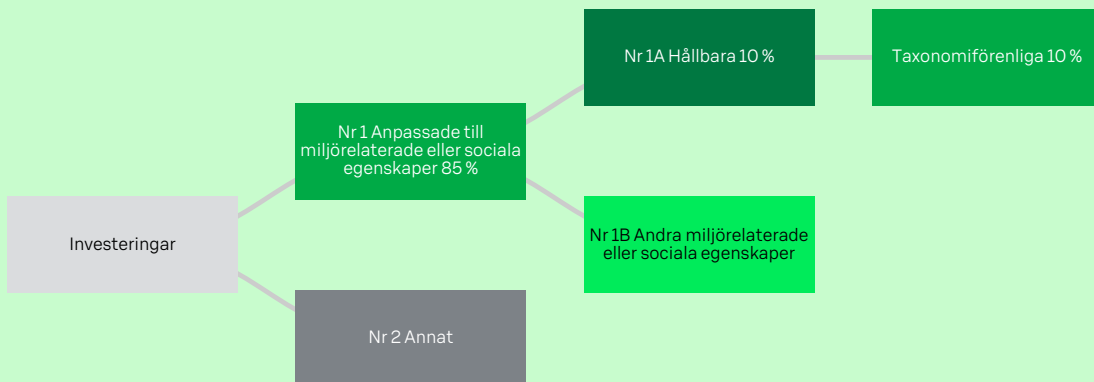 Nr 1A Hållbara 10 %
Taxonomiförenliga 10 %
Nr 1 Anpassade till
miljörelaterade eller sociala
egenskaper 85 %
Investeringar
Nr 1B Andra miljörelaterade
eller sociala egenskaper
Nr 2 Annat